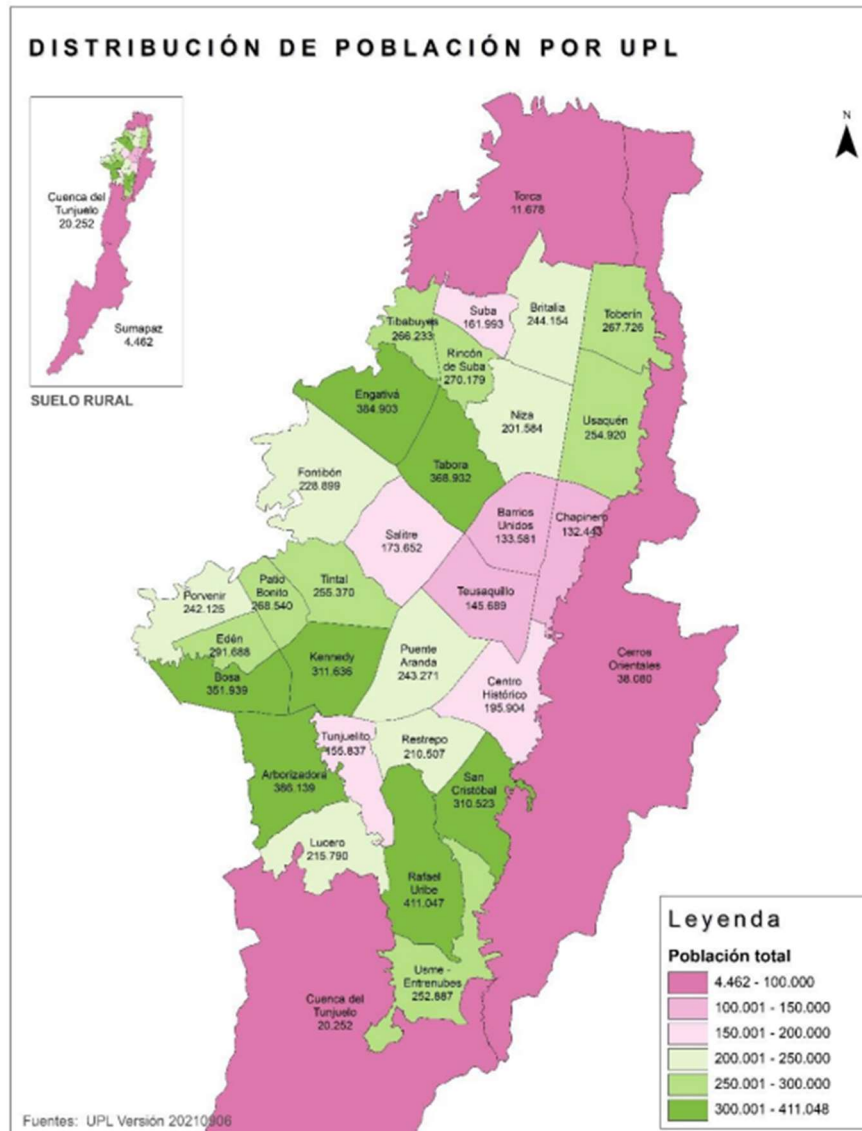 DISTRIBUCIÓN DE POBLACIÓN POR UPL
N
Cuenca del
Tunjuelo
20.252
Sumapaz
4.462
SUELO RURAL
Torca
11.678
Suba
161.993
Britalia
244.154
Toberín
267.726
Tibabuyes
266.233
Rincón
de Suba
270.179
Engativá
384.903
Niza
201.584
Usaquén
254.920
Fontibón
228.899
Tabora
368.932
Salitre
173.652
Barrios
Unidos
133.581
Chapinero
132.443
Porvenir
242.125
Patio
Bonito
268.540
Tintal
255.370
Teusaquillo
145.689
Edén
291.688
Bosa
351.939
Kennedy
311.636
Puente
Aranda
243.271
Centro
Histórico
195.904
Cerros
Orientales
38.080
Tunjuelito
155.837
Restrepo
210.507
Arborizadora
386.139
San
Cristóbal
310.523
Lucero
215.790
Rafael
Uribe
411.047
Usme -
Entrenubes
252.887
Cuenca del
Tunjuelo
20.252
Leyenda
Población total
4.462 - 100.000
100.001 - 150.000
150.001 - 200.000
200.001 - 250.000
250.001 - 300.000
300.001 - 411.048
Fuentes: UPL Versión 20210906